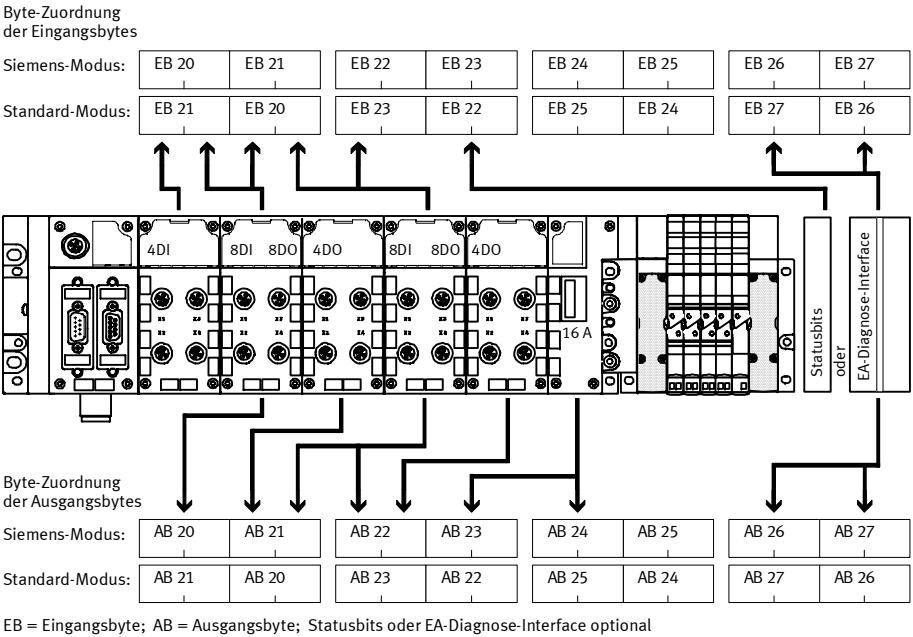 Byte-Zuordnung
der Eingangsbytes
Siemens-Modus: EB 20 EB 21 EB 22 EB 23 EB 24 EB 25 EB 26 EB 27
Standard-Modus: EB 21 EB 20 EB 23 EB 22 EB 25 EB 24 EB 27 EB 26
4DI 8DI 8DO 4DO 8DI 8DO 4DO
16 A
Statusbits
oder
EA-Diagnose-Interface
Byte-Zuordnung
der Ausgangsbytes
Siemens-Modus: AB 20 AB 21 AB 22 AB 23 AB 24 AB 25 AB 26 AB 27
Standard-Modus: AB 21 AB 20 AB 23 AB 22 AB 25 AB 24 AB 27 AB 26
EB = Eingangsbyte; AB = Ausgangsbyte; Statusbits oder EA-Diagnose-Interface optional